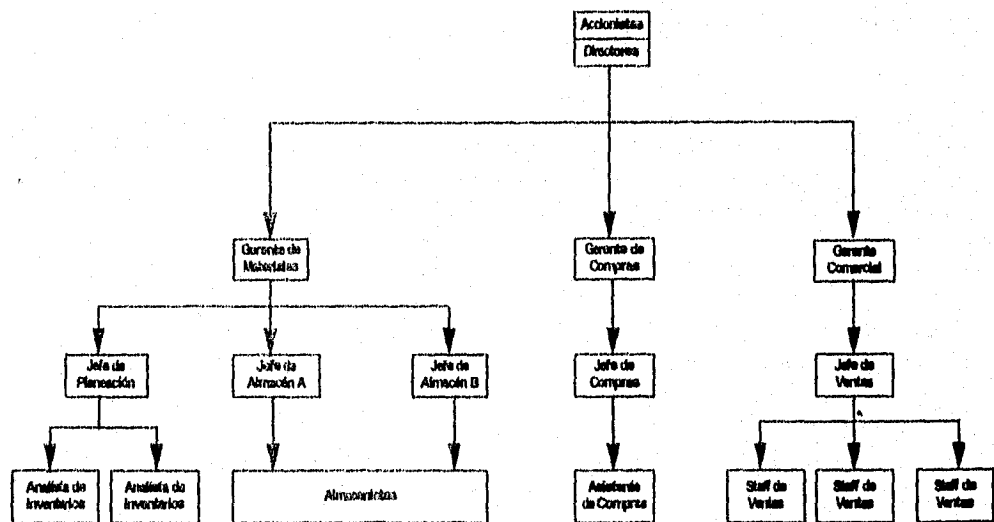 Accionistas
Directores
Gerente de
Materiales
Gerente de
Compras
Gerente
Comercial
Jefe de
Planeación
Jefe de
Almacén A
Jefe de
Almacén B
Jefe de
Compras
Jefe de
Ventas
Analista de
Inventarios
Analista de
Inventarios
Almacenistas
Asistente
de Compras
Staff de
Ventas
Staff de
Ventas
Staff de
Ventas